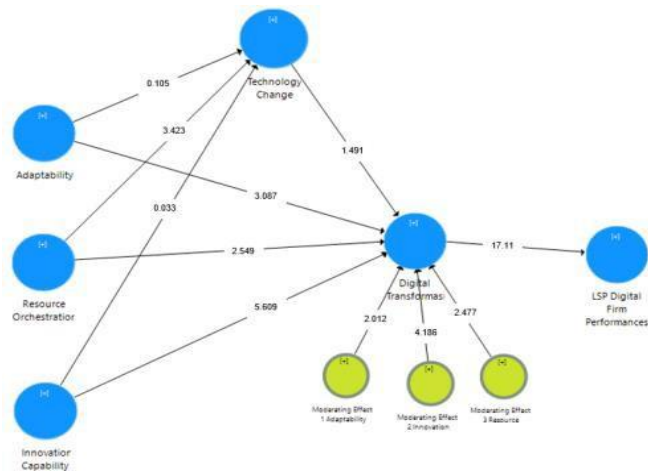 [+]
Technology
Change
0.105
[+]
Adaptability
3.423
1.491
0.033
3.087
[+]
Resource
Orchestration
2.549
[+]
Digital
Transformasi
17.11
[+]
LSP Digital
Firm
Performances
5.609
2.012
4.186
2.477
[+]
Innovatior
Capability
[+]
Moderating Effect
1 Adaptability
[+]
Moderating Effect
2 Innovation
[+]
Moderating Effect
3 Resource